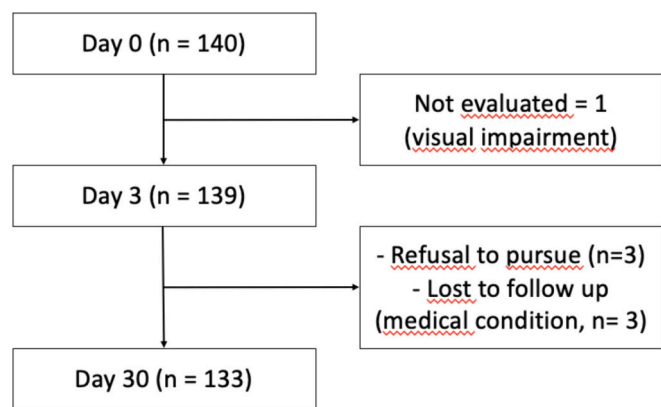 Day 0 (n = 140)
Not evaluated = 1
(visual impairment)
Day 3 (n = 139)
- Refusal to pursue (n=3)
- Lost to follow up
(medical condition, n= 3)
Day 30 (n = 133)